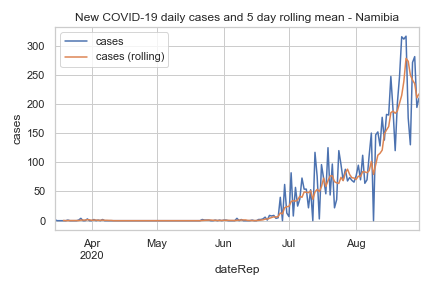 New COVID-19 daily cases and 5 day rolling mean - Namibia
cases
cases (rolling)
300
250
200
150
100
50
0
cases
Apr
2020
May
Jun
Jul
Aug
dateRep